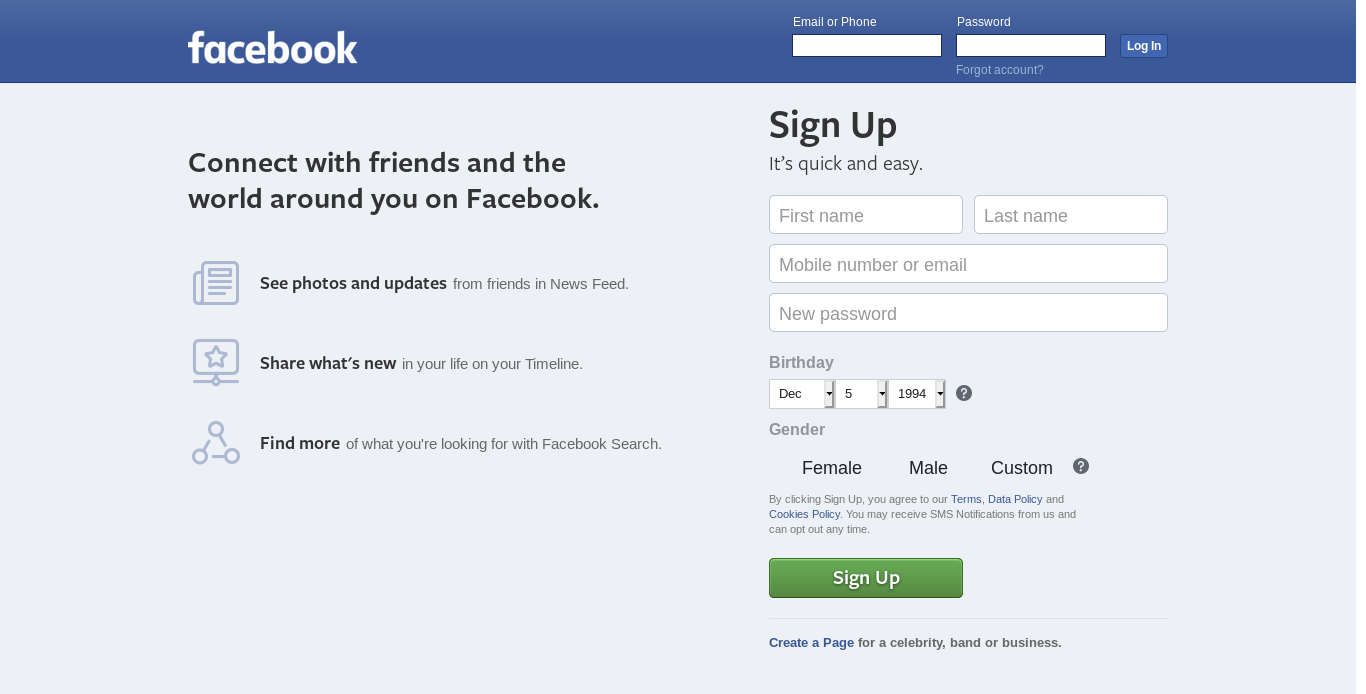 facebook
Email or Phone
Password
Log In
Forgot account?
Connect with friends and the
world around you on Facebook.
See photos and updates from friends in News Feed.
Share what's new in your life on your Timeline.
Find more of what you're looking for with Facebook Search.
Sign Up
It's quick and easy.
First name
Last name
Mobile number or email
New password
Birthday
Dec 5 1994 ?
Gender
Female Male Custom ?
By clicking Sign Up, you agree to our Terms, Data Policy and
Cookies Policy. You may receive SMS Notifications from us and
can opt out any time.
Sign Up
Create a Page for a celebrity, band or business.